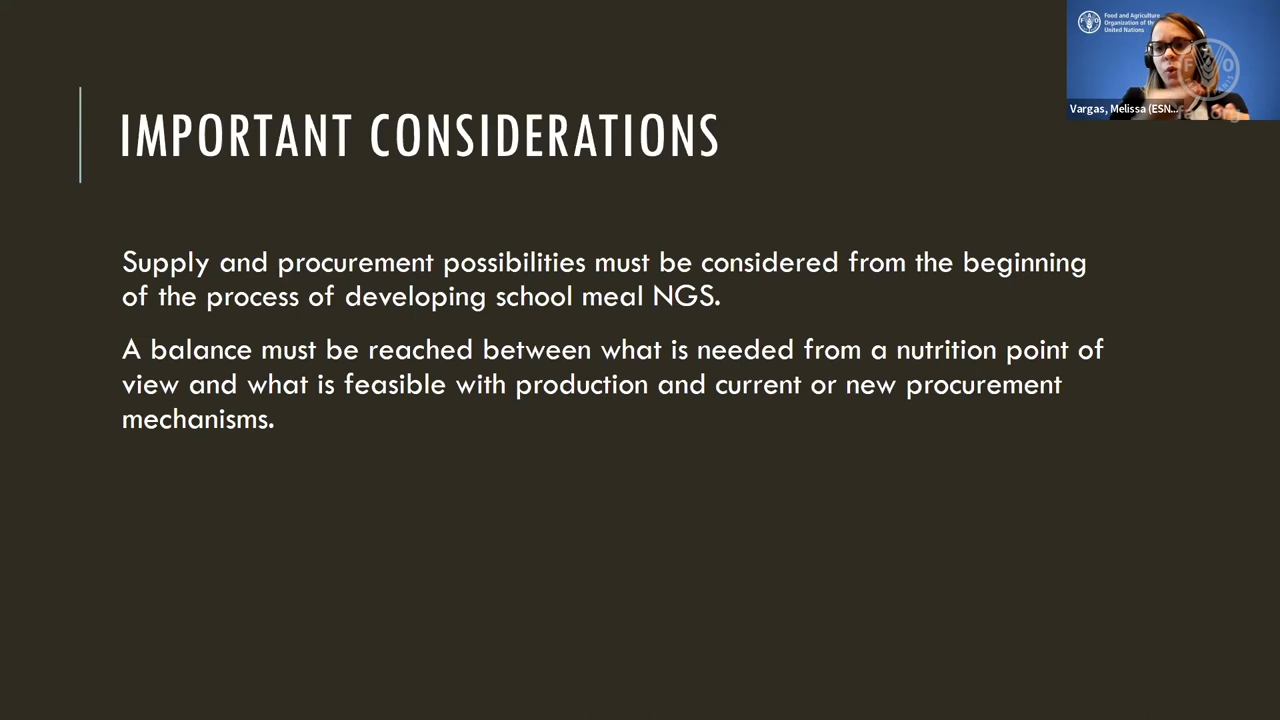 Food and Agriculture
Organization of the
United Nations
Vargas, Melissa (ESN...
IMPORTANT CONSIDERATIONS
Supply and procurement possibilities must be considered from the beginning
of the process of developing school meal NGS.
A balance must be reached between what is needed from a nutrition point of
view and what is feasible with production and current or new procurement
mechanisms.